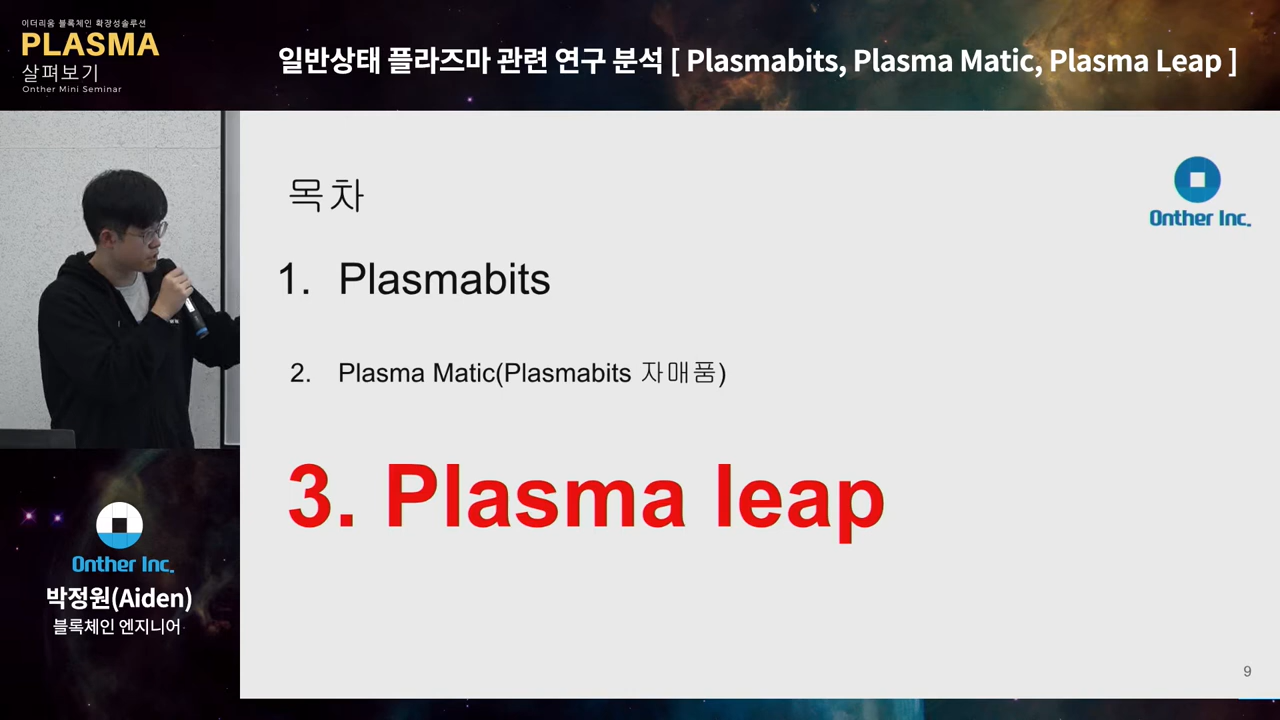 이더리움 블록체인 확장성솔루션
PLASMA
살펴보기
Onther Mini Seminar
일반상태 플라즈마 관련 연구 분석 [ Plasmabits, Plasma Matic, Plasma Leap ]
목차
Onther Inc.
1. Plasmabits
2. Plasma Matic(Plasmabits 자매품)
3. Plasma leap
Onther Inc.
박정원(Aiden)
블록체인 엔지니어
9